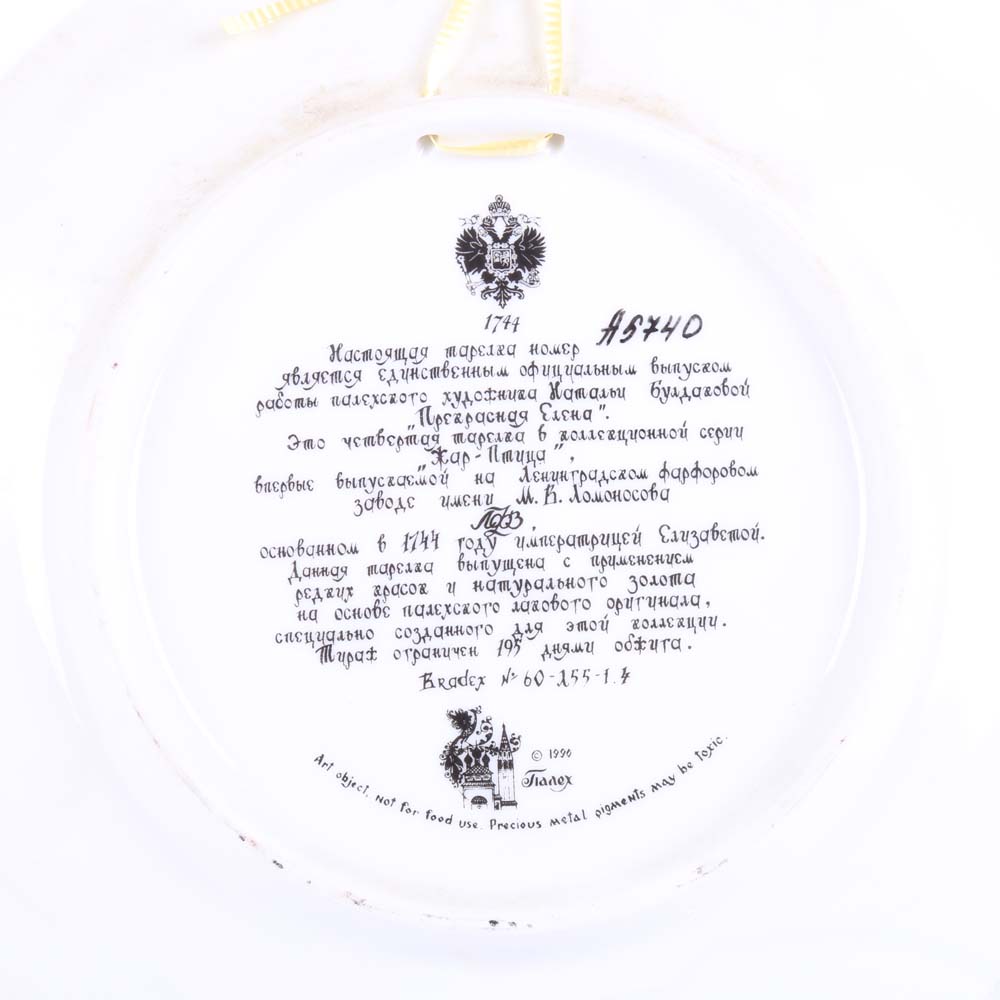 1744
Настоящая тарелка номер А5740
является единственным официальным выпуском
работы палехского художника Натальи Булдаковой
"Прекрасная Елена".
Это четвертая тарелка в коллекционной серии
"Жар-Птица",
впервые выпускаемой на Ленинградском фарфоровом
заводе имени М.В. Ломоносова
ЛФЗ,
основанном в 1744 году императрицей Елизаветой.
Данная тарелка выпущена с применением
редких красок и натурального золота
на основе палехского лакового оригинала,
специально созданного для этой коллекции.
Тираж ограничен 195 днями обжига.
Bradex № 60-155-1.4
© 1990
Палех
Art object. Not for food use. Precious metal pigments may be toxic.